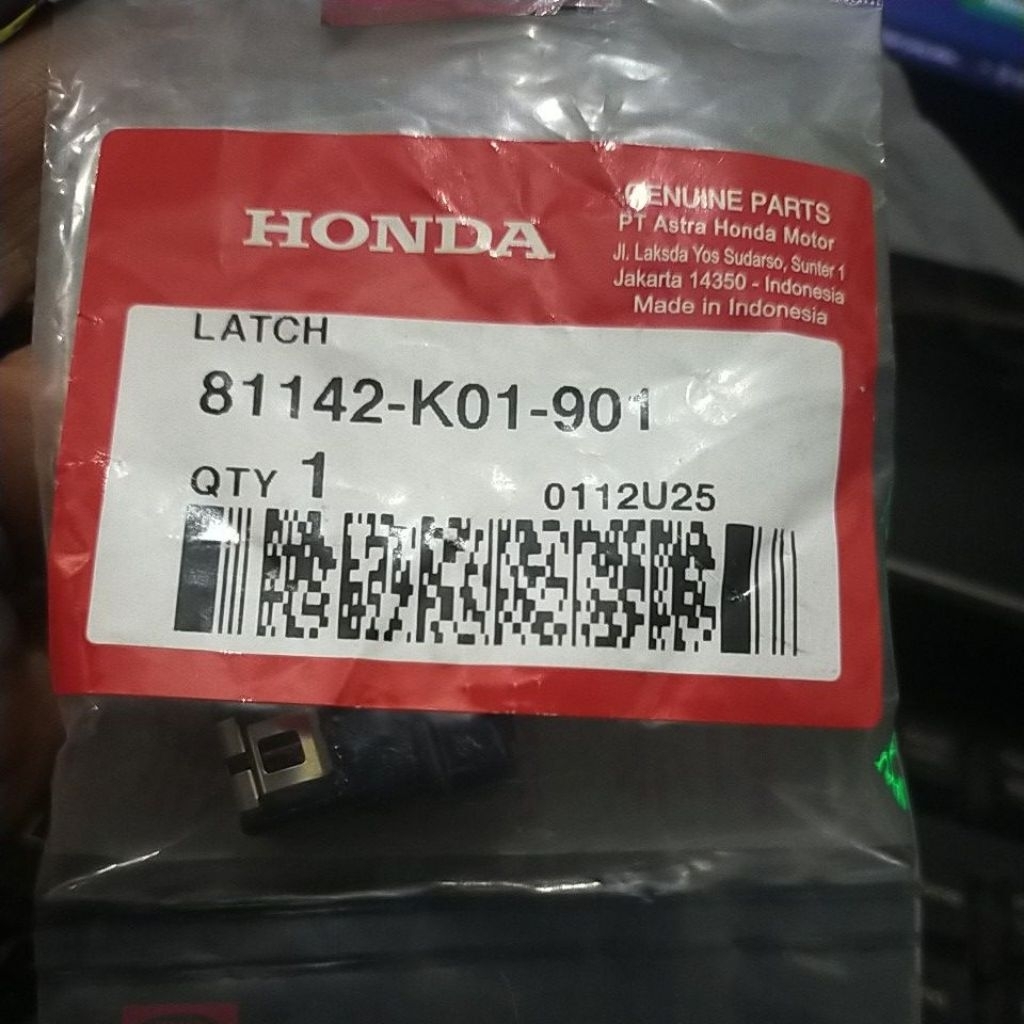 HONDA
GENUINE PARTS
PT Astra Honda Motor
Jl. Laksda Yos Sudarso, Sunter 1
Jakarta 14350 - Indonesia
Made in Indonesia
LATCH
81142-K01-901
QTY 1
0112U25